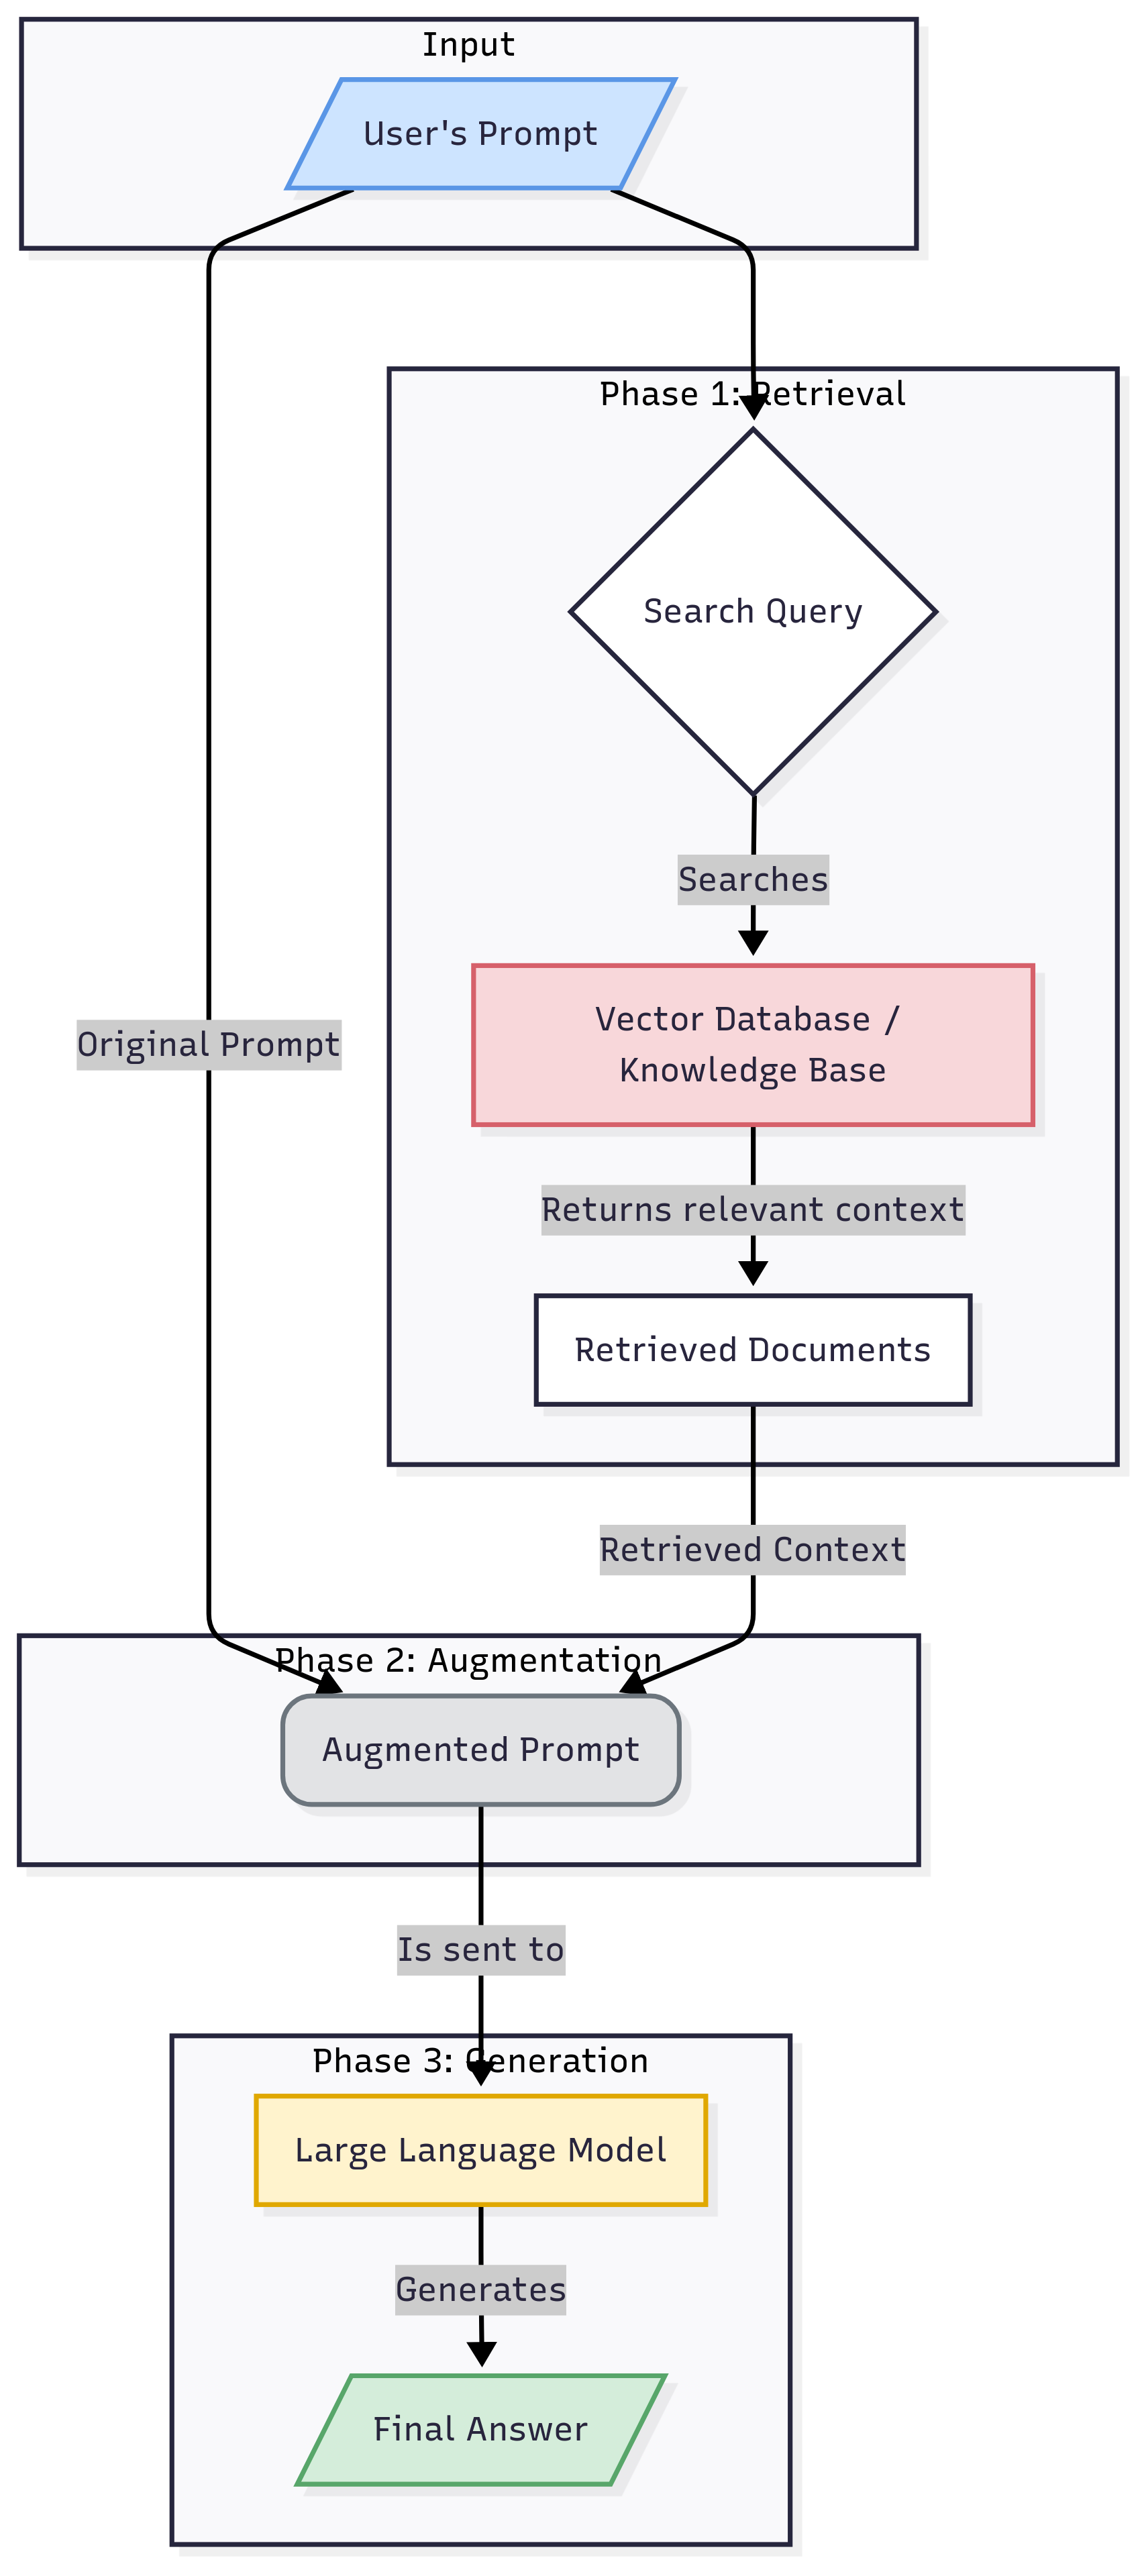 Input
User's Prompt
Phase 1: Retrieval
Search Query
Searches
Vector Database /
Knowledge Base
Original Prompt
Returns relevant context
Retrieved Documents
Retrieved Context
Phase 2: Augmentation
Augmented Prompt
Is sent to
Phase 3: Generation
Large Language Model
Generates
Final Answer